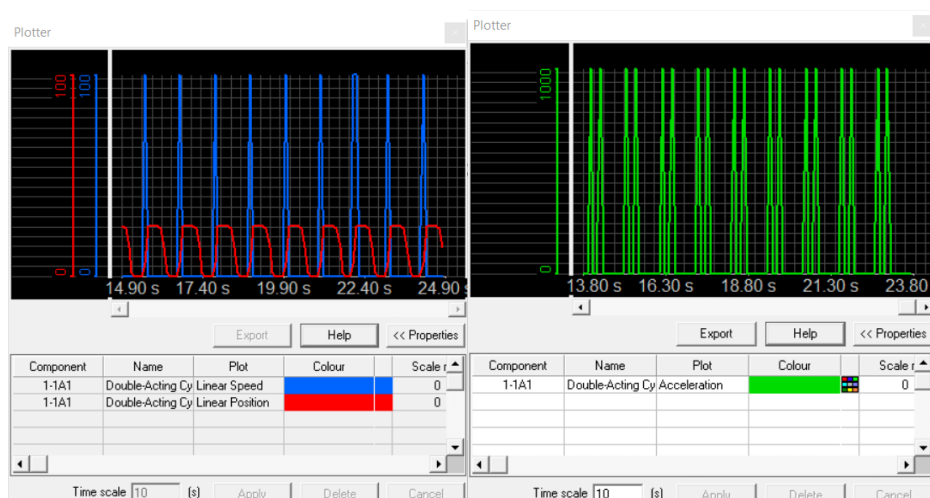 Plotter
100
100
0
0
14.90 s 17.40 s 19.90 s 22.40 s 24.90 s
Export Help << Properties
Component Name Plot Colour Scale r
1-1A1 Double-Acting Cy Linear Speed 0
1-1A1 Double-Acting Cy Linear Position 0
Time scale 10 (s) Apply Delete Cancel
Plotter
1000
0
13.80 s 16.30 s 18.80 s 21.30 s 23.80
Export Help << Properties
Component Name Plot Colour Scale r
1-1A1 Double-Acting Cy Acceleration 0
Time scale 10 (s) Apply Delete Cancel